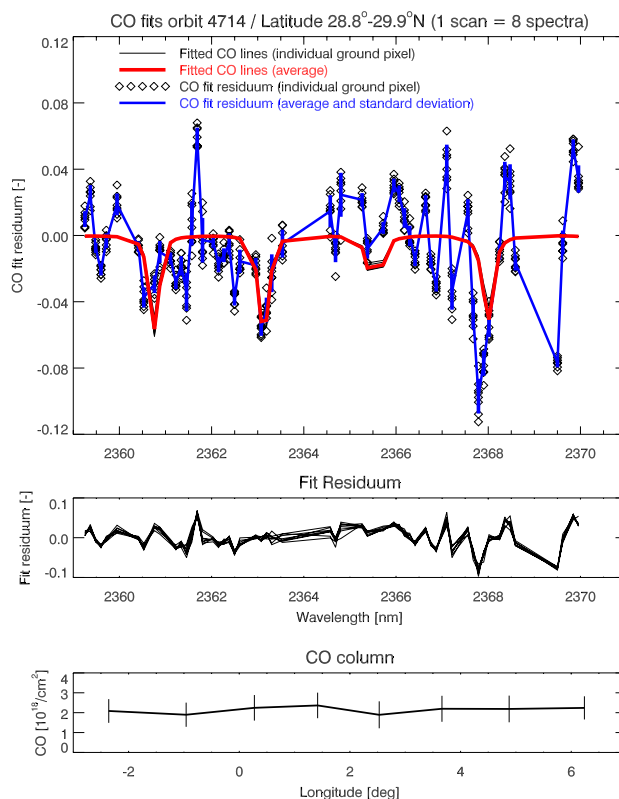 CO fits orbit 4714 / Latitude 28.8°-29.9°N (1 scan = 8 spectra)
Fitted CO lines (individual ground pixel)
Fitted CO lines (average)
CO fit residuum (individual ground pixel)
CO fit residuum (average and standard deviation)
0.12
0.08
0.04
0.00
-0.04
-0.08
-0.12
CO fit residuum [-]
2360 2362 2364 2366 2368 2370
Fit Residuum
0.1
0.0
-0.1
Fit residuum [-]
2360 2362 2364 2366 2368 2370
Wavelength [nm]
CO column
4
3
2
1
0
CO [10¹⁸/cm²]
-2 0 2 4 6
Longitude [deg]